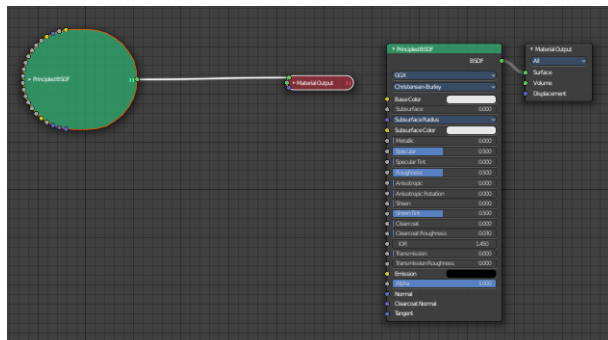 Principled BSDF
Material Output
Principled BSDF
BSDF
GGX
Christensen-Burley
Base Color
Subsurface 0.000
Subsurface Radius
Subsurface Color
Metallic 0.000
Specular 0.500
Specular Tint 0.000
Roughness 0.500
Anisotropic 0.000
Anisotropic Rotation 0.000
Sheen 0.000
Sheen Tint 0.500
Clearcoat 0.000
Clearcoat Roughness 0.030
IOR 1.450
Transmission 0.000
Transmission Roughness 0.000
Emission
Alpha 1.000
Normal
Clearcoat Normal
Tangent
Material Output
All
Surface
Volume
Displacement